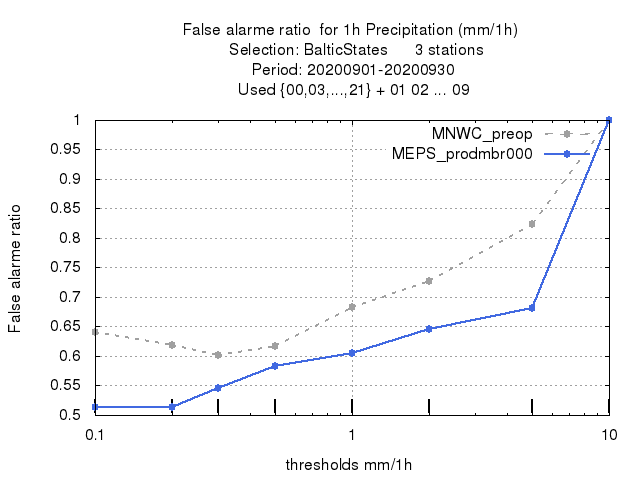 False alarme ratio  for 1h Precipitation (mm/1h)
Selection: BalticStates      3 stations
Period: 20200901-20200930
Used {00,03,...,21} + 01 02 ... 09
MNWC_preop
MEPS_prodmbr000
1
0.95
0.9
0.85
0.8
0.75
0.7
0.65
0.6
0.55
0.5
False alarme ratio
0.1
1
10
thresholds mm/1h